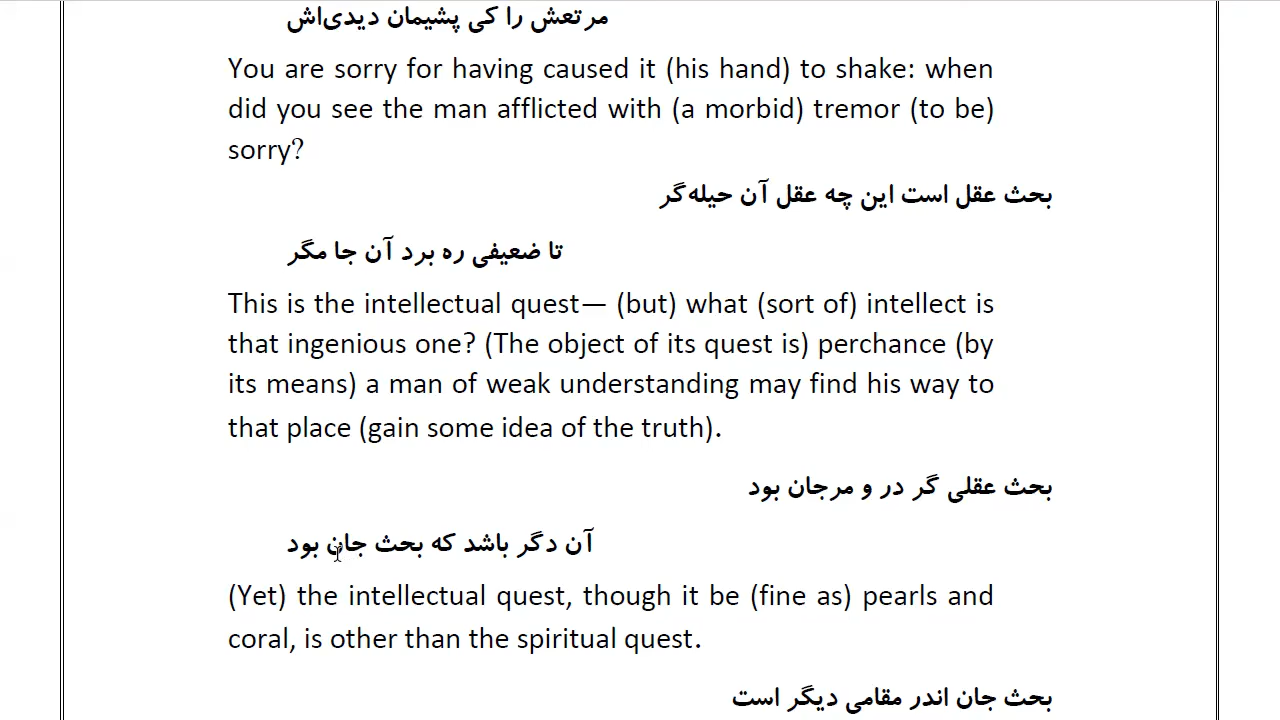 مرتعش را کی پشیمان دیدی‌اش
You are sorry for having caused it (his hand) to shake: when
did you see the man afflicted with (a morbid) tremor (to be)
sorry?
بحث عقل است این چه عقل آن حیله‌گر
تا ضعیفی ره برد آن جا مگر
This is the intellectual quest— (but) what (sort of) intellect is
that ingenious one? (The object of its quest is) perchance (by
its means) a man of weak understanding may find his way to
that place (gain some idea of the truth).
بحث عقلی گر در و مرجان بود
آن دگر باشد که بحث جان بود
(Yet) the intellectual quest, though it be (fine as) pearls and
coral, is other than the spiritual quest.
بحث جان اندر مقامی دیگر است